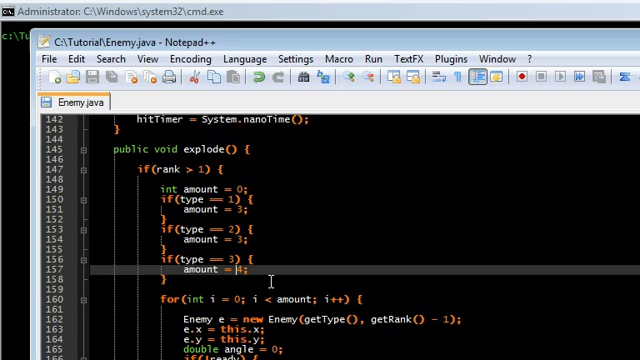 Administrator: C:\Windows\system32\cmd.exe
c:\Tu
C:\Tutorial\Enemy.java - Notepad++
File Edit Search View Encoding Language Settings Macro Run TextFX Plugins Window ?
Enemy.java
142 hitTimer = System.nanoTime();
143 }
144
145 public void explode() {
146
147 if(rank > 1) {
148
149 int amount = 0;
150 if(type == 1) {
151 amount = 3;
152 }
153 if(type == 2) {
154 amount = 3;
155 }
156 if(type == 3) {
157 amount = 4;
158 }
159
160 for(int i = 0; i < amount; i++) {
161
162 Enemy e = new Enemy(getType(), getRank() - 1);
163 e.x = this.x;
164 e.y = this.y;
165 double angle = 0;
166 if(!ready) {